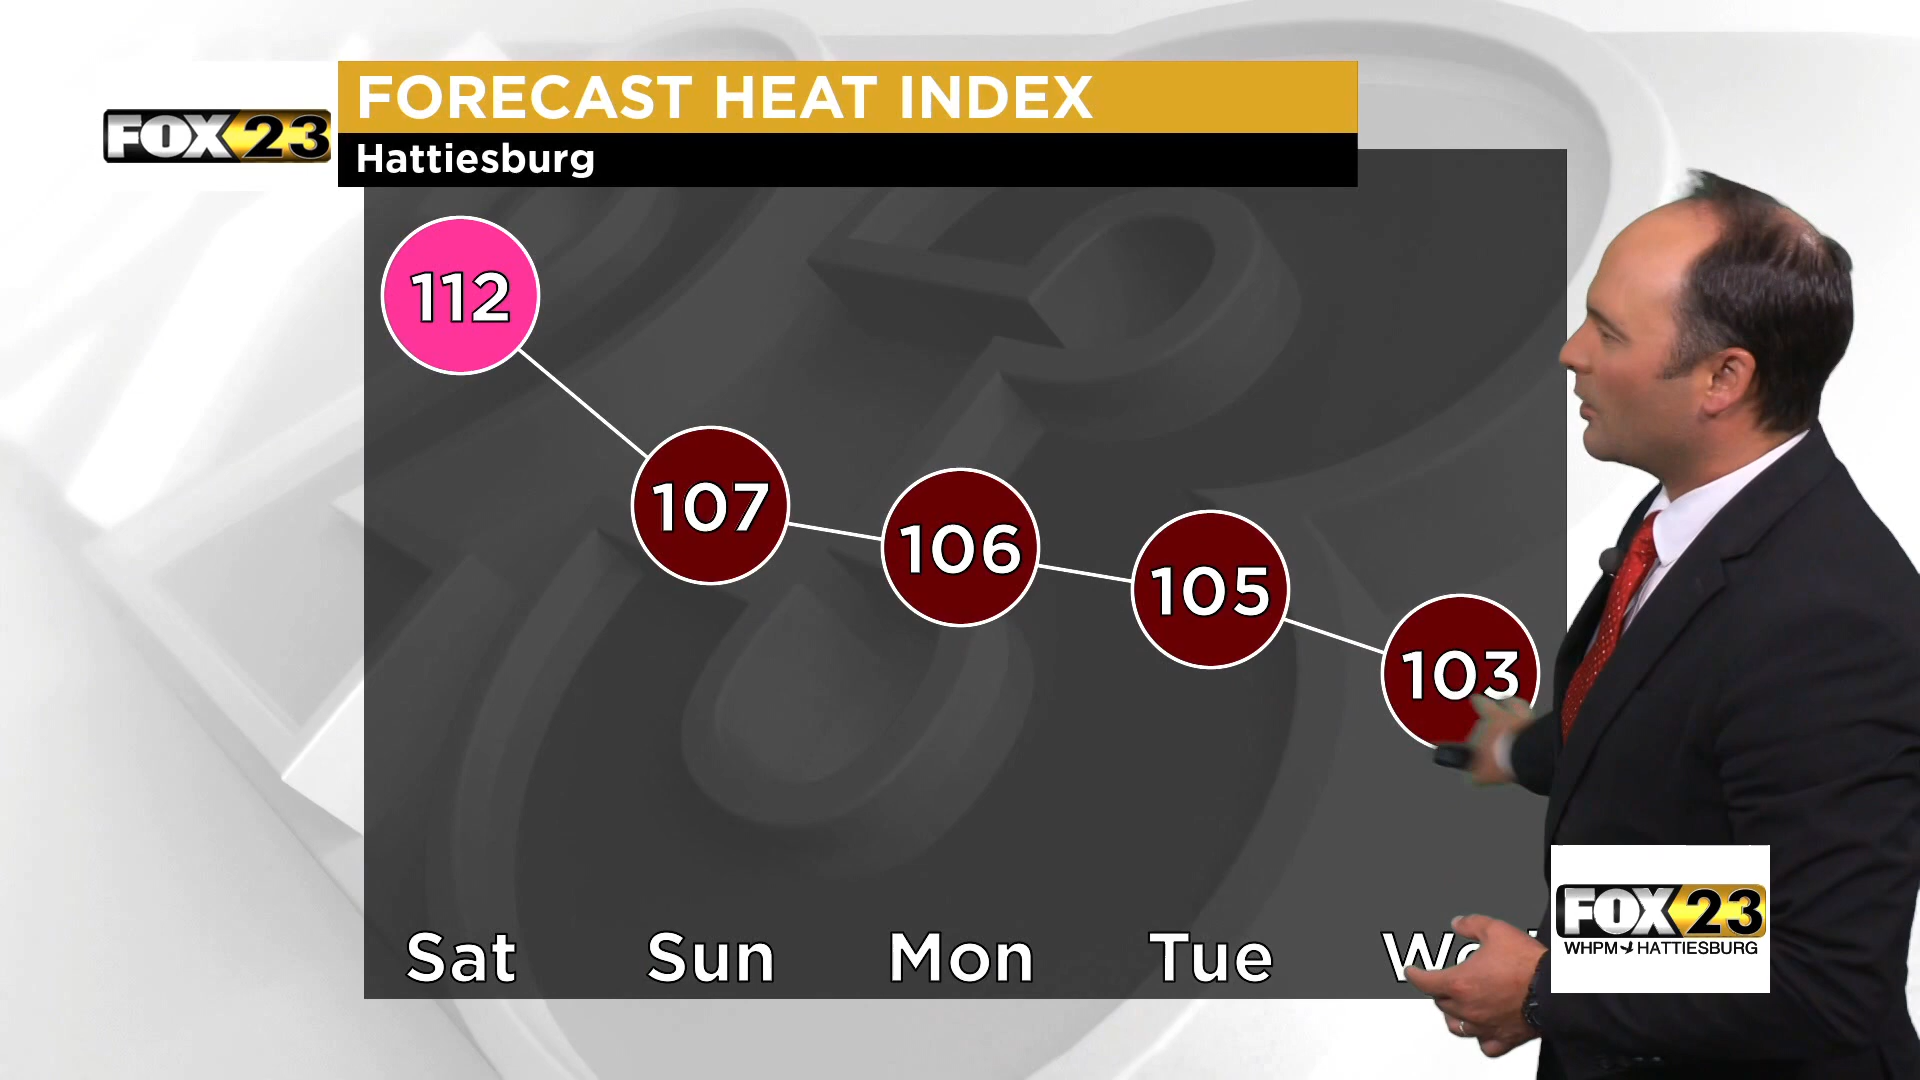 FOX 23
FORECAST HEAT INDEX
Hattiesburg
112
107
106
105
103
Sat
Sun
Mon
Tue
FOX 23
WHPM HATTIESBURG